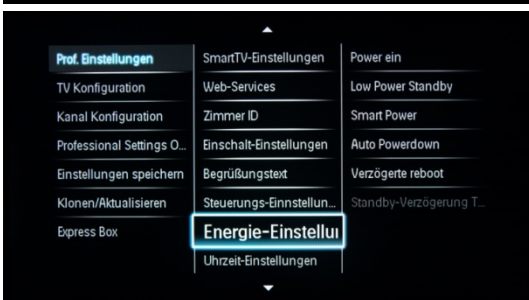 Prof. Einstellungen
TV Konfiguration
Kanal Konfiguration
Professional Settings O...
Einstellungen speichern
Klonen/Aktualisieren
Express Box
SmartTV-Einstellungen
Web-Services
Zimmer ID
Einschalt-Einstellungen
Begrüßungstext
Steuerungs-Einnstellun...
Energie-Einstellu
Uhrzeit-Einstellungen
Power ein
Low Power Standby
Smart Power
Auto Powerdown
Verzögerte reboot
Standby-Verzögerung T...